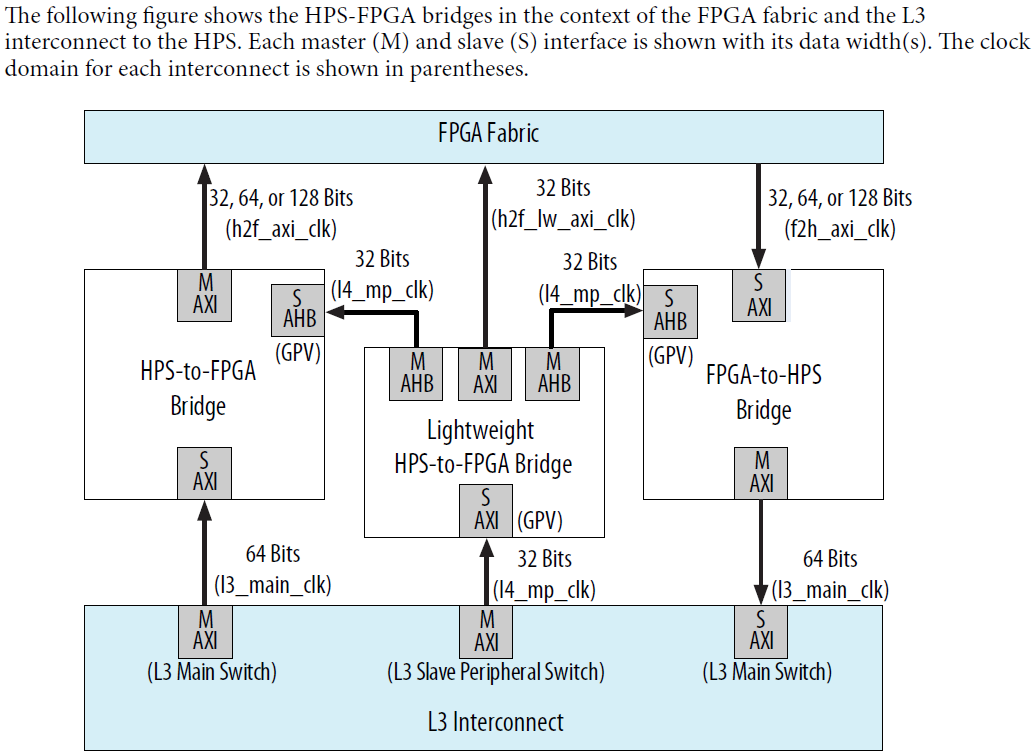 The following figure shows the HPS-FPGA bridges in the context of the FPGA fabric and the L3
interconnect to the HPS. Each master (M) and slave (S) interface is shown with its data width(s). The clock
domain for each interconnect is shown in parentheses.
FPGA Fabric
32, 64, or 128 Bits
(h2f_axi_clk)
32 Bits
(h2f_lw_axi_clk)
32, 64, or 128 Bits
(f2h_axi_clk)
32 Bits
(l4_mp_clk)
32 Bits
(l4_mp_clk)
M
AXI
S
AHB
(GPV)
HPS-to-FPGA
Bridge
S
AXI
M
AHB
M
AXI
M
AHB
Lightweight
HPS-to-FPGA Bridge
S
AXI
(GPV)
S
AHB
(GPV)
S
AXI
FPGA-to-HPS
Bridge
M
AXI
64 Bits
(l3_main_clk)
32 Bits
(l4_mp_clk)
64 Bits
(l3_main_clk)
M
AXI
(L3 Main Switch)
M
AXI
(L3 Slave Peripheral Switch)
S
AXI
(L3 Main Switch)
L3 Interconnect